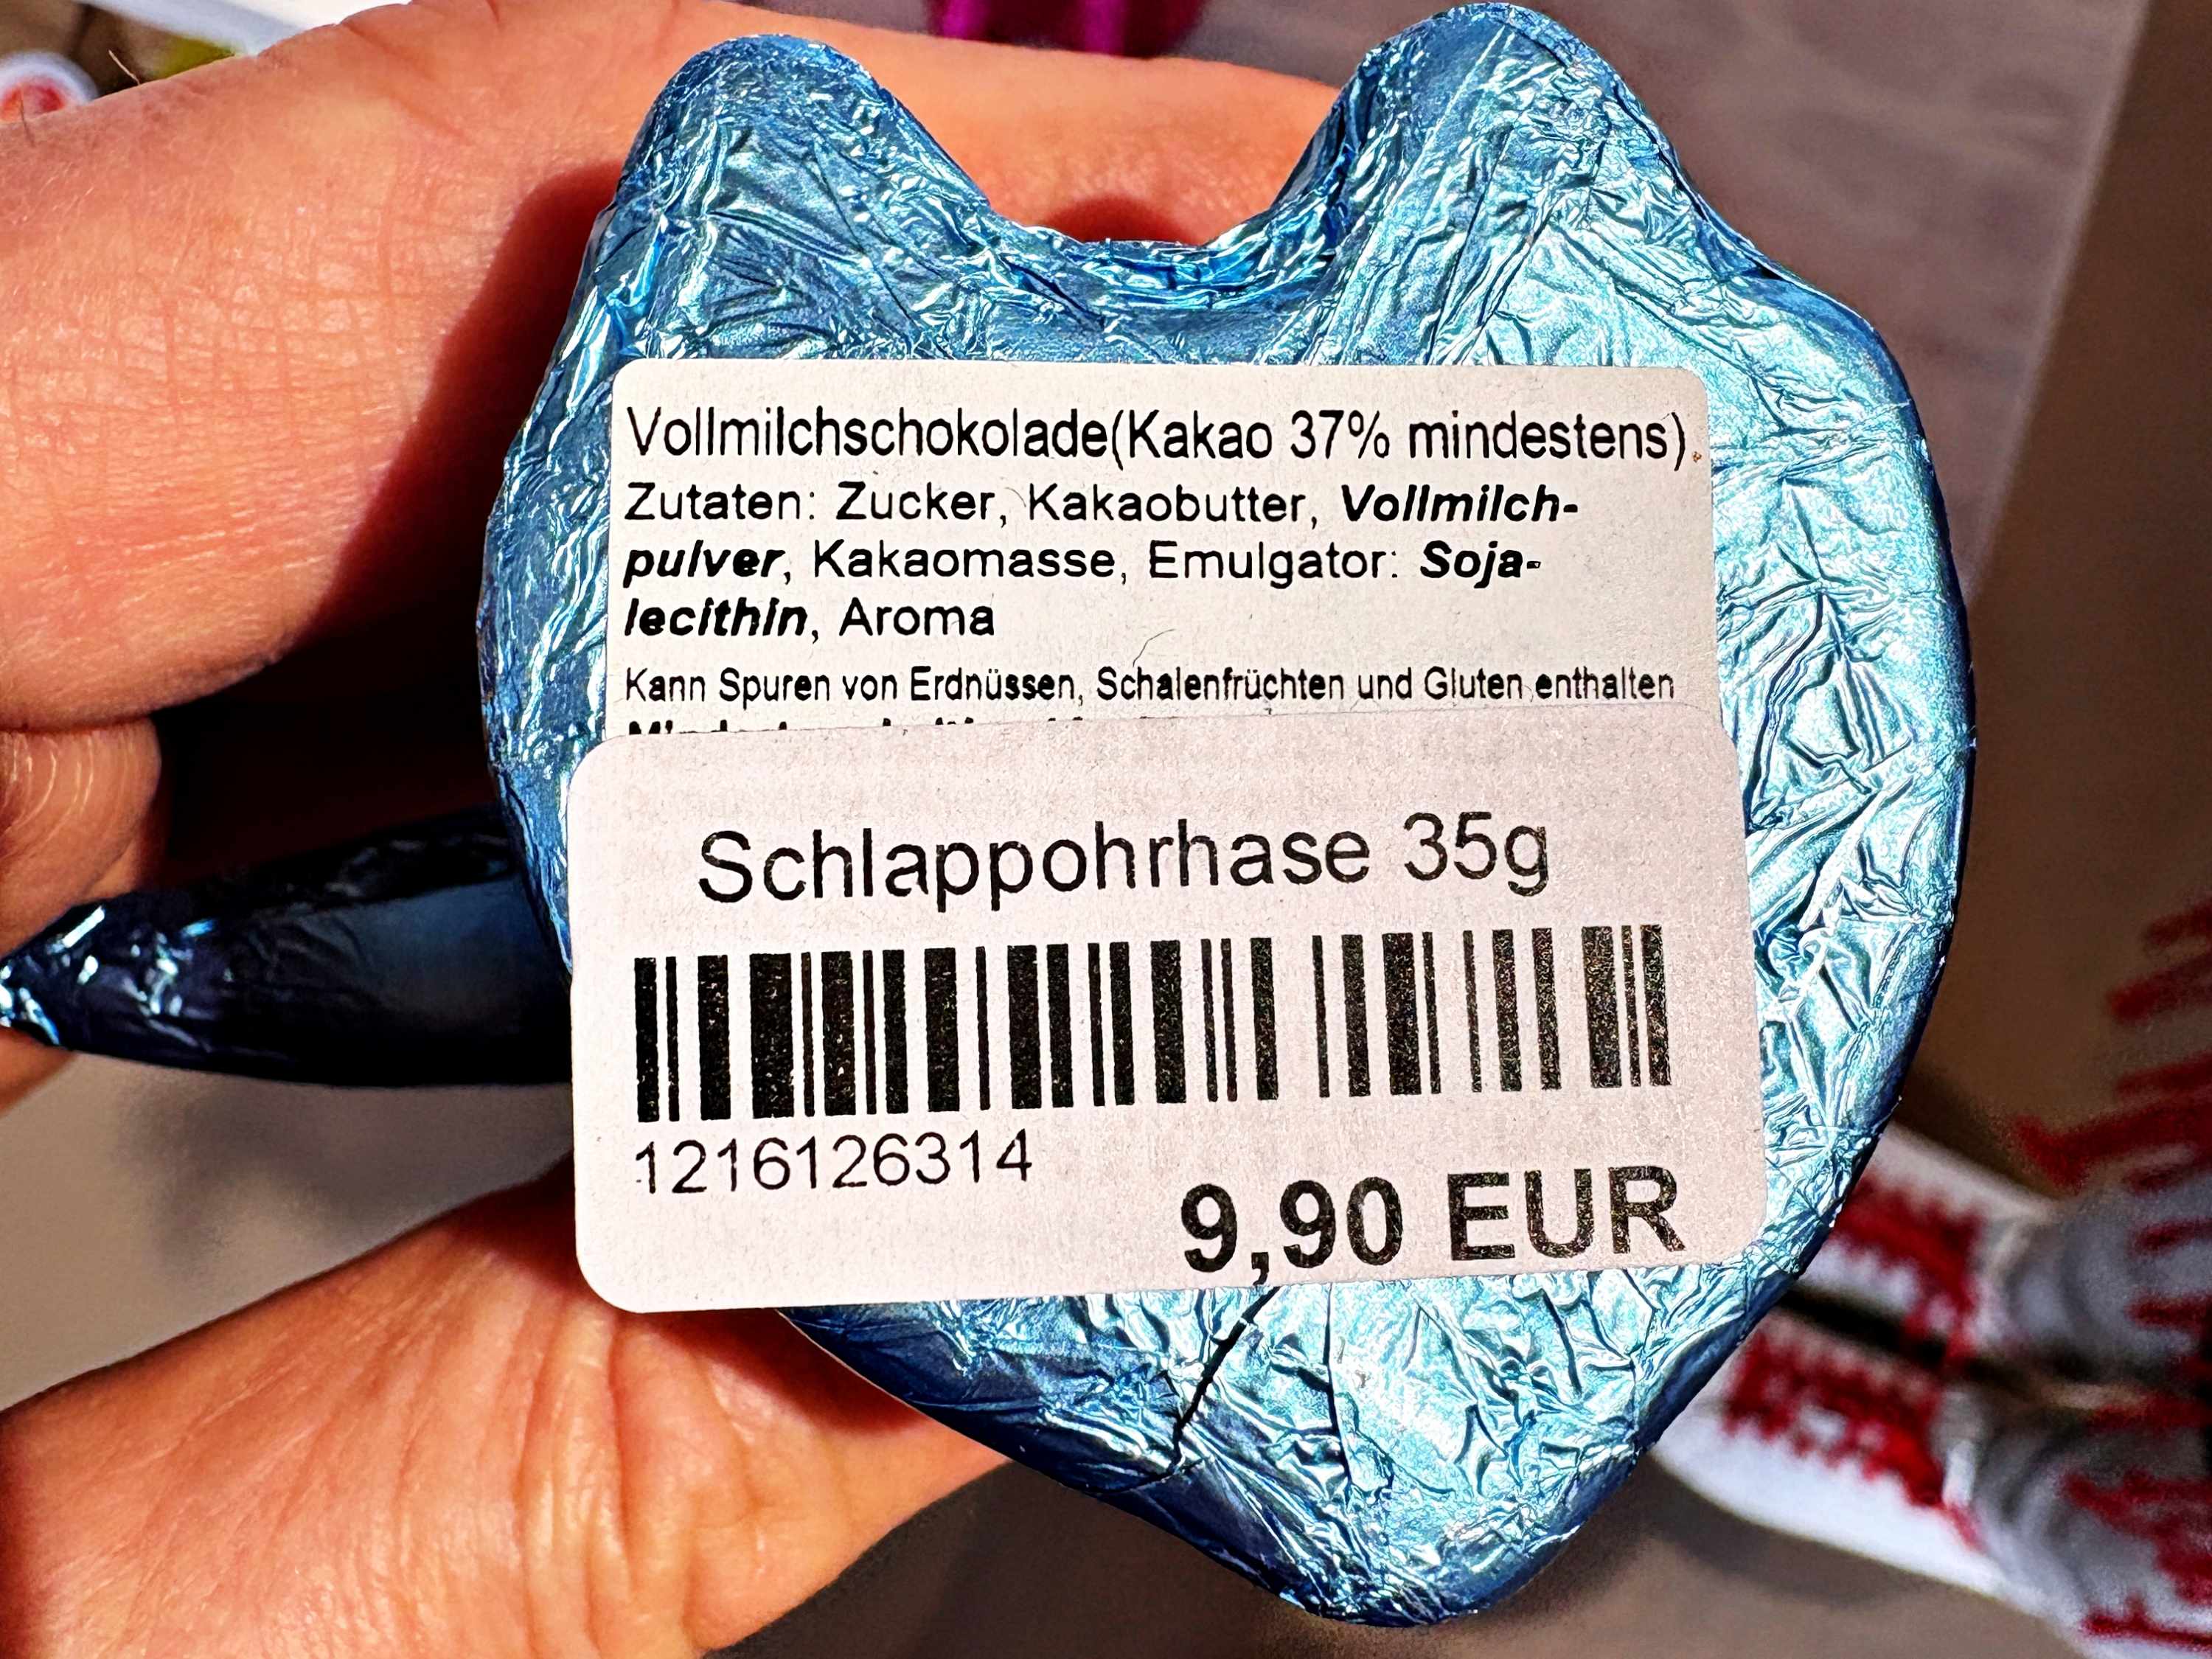 Vollmilchschokolade(Kakao 37% mindestens).
Zutaten: Zucker, Kakaobutter, Vollmilch-
pulver, Kakaomasse, Emulgator: Soja-
lecithin, Aroma
Kann Spuren von Erdnüssen, Schalenfrüchten und Gluten enthalten
Schlappohrhase 35g
1216126314
9,90 EUR